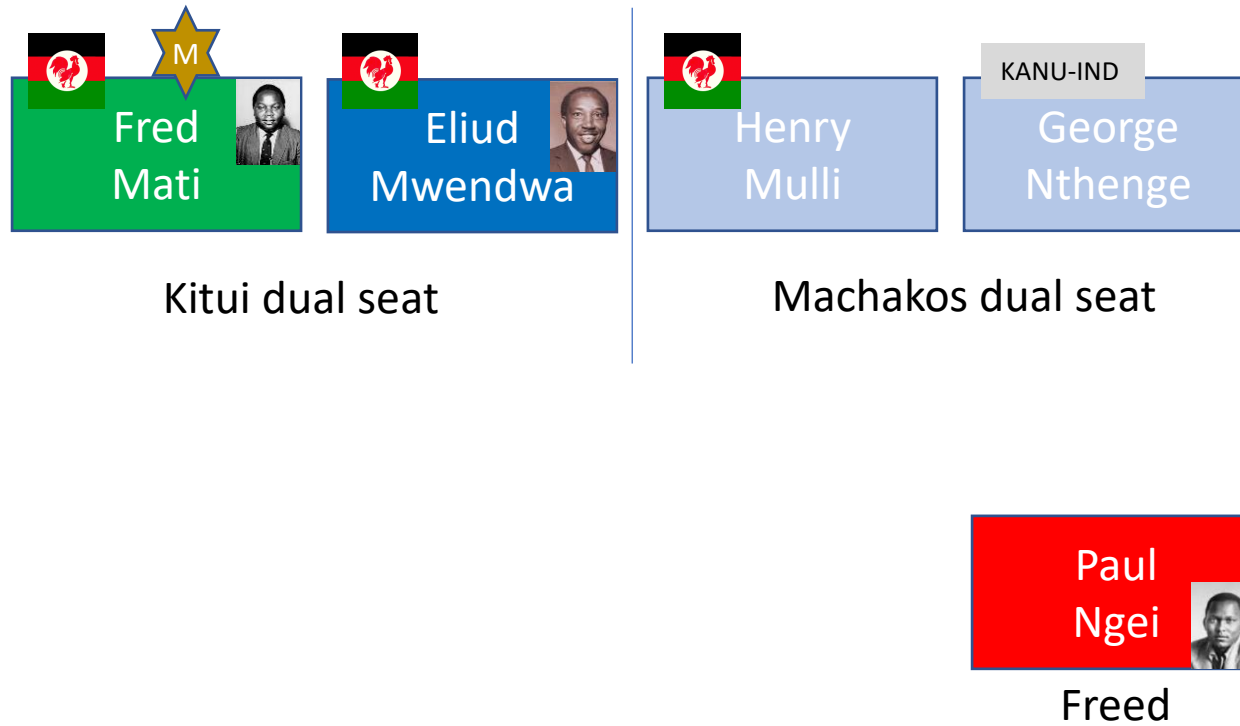 M
Fred
Mati
Eliud
Mwendwa
Kitui dual seat
Henry
Mulli
KANU-IND
George
Nthenge
Machakos dual seat
Paul
Ngei
Freed